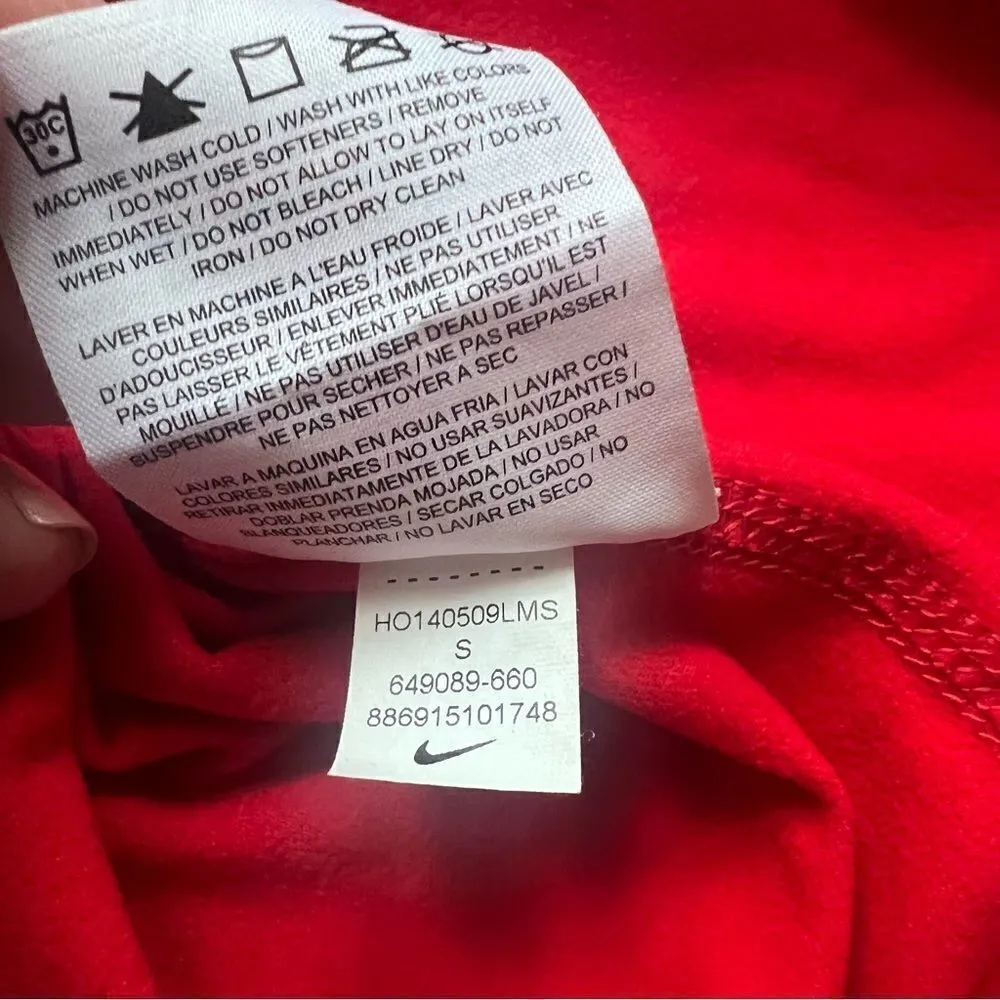 30C
MACHINE WASH COLD / WASH WITH LIKE COLORS
/ DO NOT USE SOFTENERS / REMOVE
IMMEDIATELY / DO NOT ALLOW TO LAY ON ITSELF
WHEN WET / DO NOT BLEACH / LINE DRY / DO NOT
IRON / DO NOT DRY CLEAN
LAVER EN MACHINE A L'EAU FROIDE / LAVER AVEC
COULEURS SIMILAIRES / NE PAS UTILISER
D'ADOUCISSEUR / ENLEVER IMMEDIATEMENT / NE
PAS LAISSER LE VÊTEMENT PLIE LORSQU'IL EST
MOUILLE / NE PAS UTILISER D'EAU DE JAVEL /
SUSPENDRE POUR SECHER / NE PAS REPASSER /
NE PAS NETTOYER A SEC
LAVAR A MAQUINA EN AGUA FRIA / LAVAR CON
COLORES SIMILARES / NO USAR SUAVIZANTES /
RETIRAR INMEDIATAMENTE DE LA LAVADORA / NO
DOBLAR PRENDA MOJADA / NO USAR
BLANQUEADORES / SECAR COLGADO / NO
PLANCHAR / NO LAVAR EN SECO
HO140509LMS
S
649089-660
886915101748